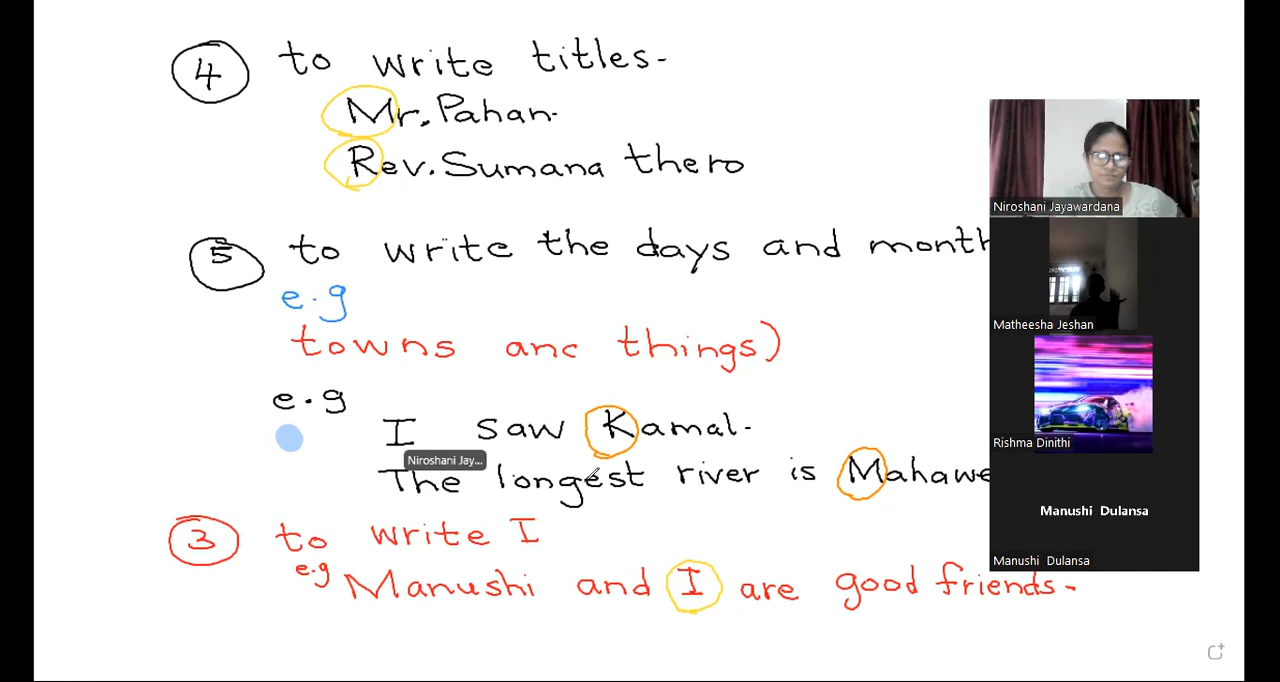 4 to write titles.
Mr. Pahan.
Rev. Sumana thero
5 to write the days and month
e.g
towns anc things)
e.g
I saw Kamal.
The longest river is Mahawe
3 to write I
e.g Manushi and I are good friends.
Niroshani Jay...
Niroshani Jayawardana
Matheesha Jeshan
Rishma Dinithi
Manushi Dulansa
Manushi Dulansa